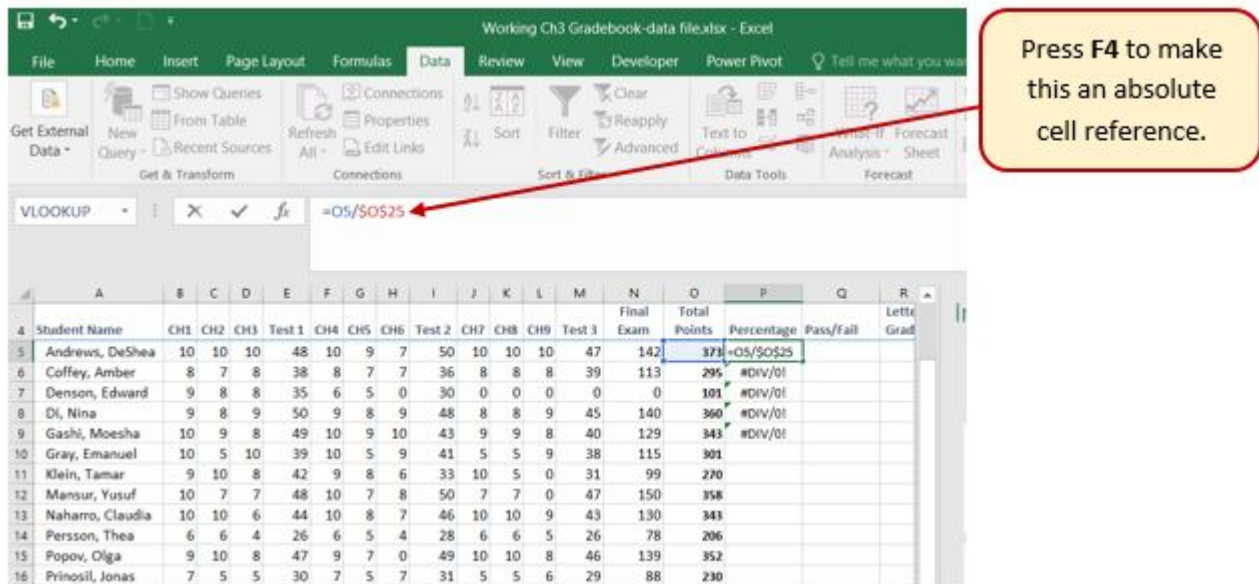 Working Ch3 Gradebook-data file.xlsx - Excel
File Home Insert Page Layout Formulas Data Review View Developer Power Pivot Tell me what you
Get External Data
New Query
Show Queries
From Table
Recent Sources
Get & Transform
Refresh All
Connections
Properties
Edit Links
Connections
Sort
Filter
Clear
Reapply
Advanced
Sort & Filter
Text to Columns
Data Tools
What-If Analysis
Forecast Sheet
Forecast
Press F4 to make
this an absolute
cell reference.
VLOOKUP fx =O5/$O$25
A B C D E F G H I J K L M N O P Q R
4 Student Name CH1 CH2 CH3 Test 1 CH4 CH5 CH6 Test 2 CH7 CH8 CH9 Test 3 Final Exam Total Points Percentage Pass/Fail
5 Andrews, DeShea 10 10 10 48 10 9 7 50 10 10 10 47 142 373 =O5/$O$25
6 Coffey, Amber 8 7 8 38 8 7 7 36 8 8 8 39 113 295 #DIV/0!
7 Denson, Edward 9 8 8 35 6 5 0 30 0 0 0 0 0 101 #DIV/0!
8 Di, Nina 9 8 9 50 9 8 9 48 8 8 9 45 140 360 #DIV/0!
9 Gashi, Moesha 10 9 8 49 10 9 10 43 9 9 8 40 129 343 #DIV/0!
10 Gray, Emanuel 10 5 10 39 10 5 9 41 5 5 9 38 115 301
11 Klein, Tamar 9 10 8 42 9 8 6 33 10 5 0 31 99 270
12 Mansur, Yusuf 10 7 7 48 10 7 8 50 7 7 0 47 150 358
13 Naharro, Claudia 10 10 6 44 10 8 7 46 10 10 9 43 130 343
14 Persson, Thea 6 6 4 26 6 5 4 28 6 6 5 26 78 206
15 Popov, Olga 9 10 8 47 9 7 0 49 10 10 8 46 139 352
16 Prinosil, Jonas 7 5 5 30 7 5 7 31 5 5 6 29 88 230